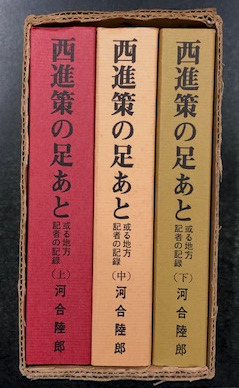 西進策の足あと
或る地方
記者の記録
(上)
河合陸郎
西進策の足あと
或る地方
記者の記録
(中)
河合陸郎
西進策の足あと
或る地方
記者の記録
(下)
河合陸郎